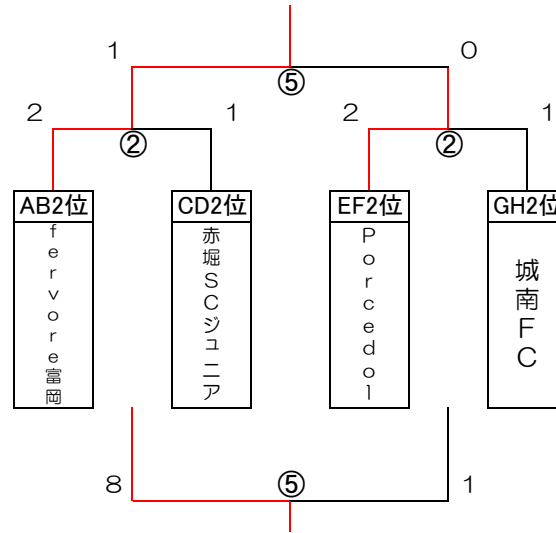 1 0
⑤
2 1 2 1
② ②
AB2位 CD2位 EF2位 GH2位
fervore富岡
赤堀SCジュニア
Porcedol
城南FC
8 ⑤ 1